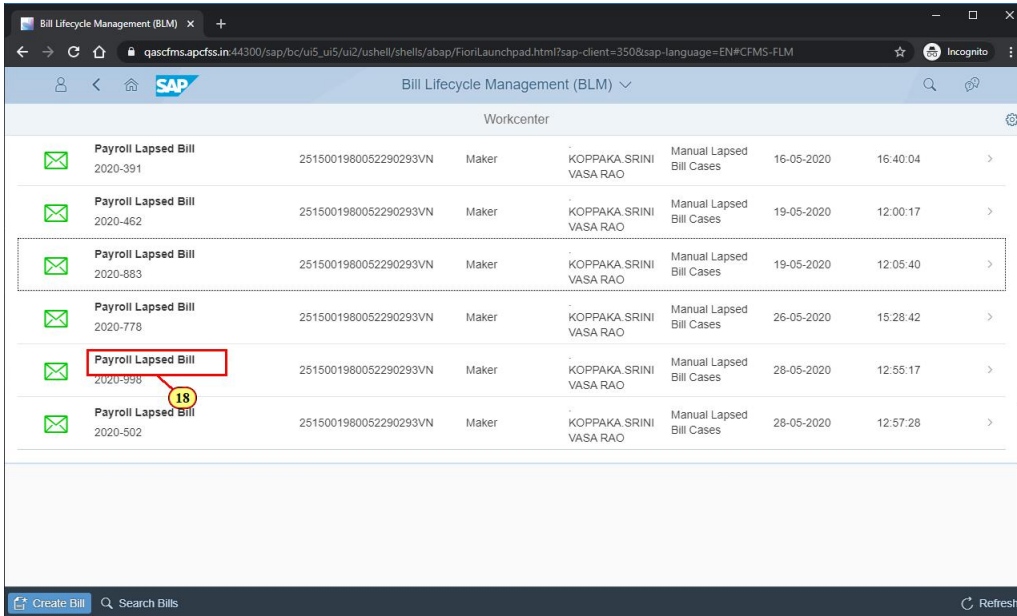 Bill Lifecycle Management (BLM)
qascfms.apcfss.in:44300/sap/bc/ui5_ui5/ui2/ushell/shells/abap/FioriLaunchpad.html?sap-client=350&sap-language=EN#CFMS-FLM
Incognito
SAP
Bill Lifecycle Management (BLM)
Workcenter
Payroll Lapsed Bill
2020-391
2515001980052290293VN
Maker
.
KOPPAKA.SRINI
VASA RAO
Manual Lapsed
Bill Cases
16-05-2020
16:40:04
Payroll Lapsed Bill
2020-462
2515001980052290293VN
Maker
.
KOPPAKA.SRINI
VASA RAO
Manual Lapsed
Bill Cases
19-05-2020
12:00:17
Payroll Lapsed Bill
2020-883
2515001980052290293VN
Maker
.
KOPPAKA.SRINI
VASA RAO
Manual Lapsed
Bill Cases
19-05-2020
12:05:40
Payroll Lapsed Bill
2020-778
2515001980052290293VN
Maker
.
KOPPAKA.SRINI
VASA RAO
Manual Lapsed
Bill Cases
26-05-2020
15:28:42
Payroll Lapsed Bill
2020-998
2515001980052290293VN
Maker
.
KOPPAKA.SRINI
VASA RAO
Manual Lapsed
Bill Cases
28-05-2020
12:55:17
18
Payroll Lapsed Bill
2020-502
2515001980052290293VN
Maker
.
KOPPAKA.SRINI
VASA RAO
Manual Lapsed
Bill Cases
28-05-2020
12:57:28
Create Bill
Search Bills
Refresh